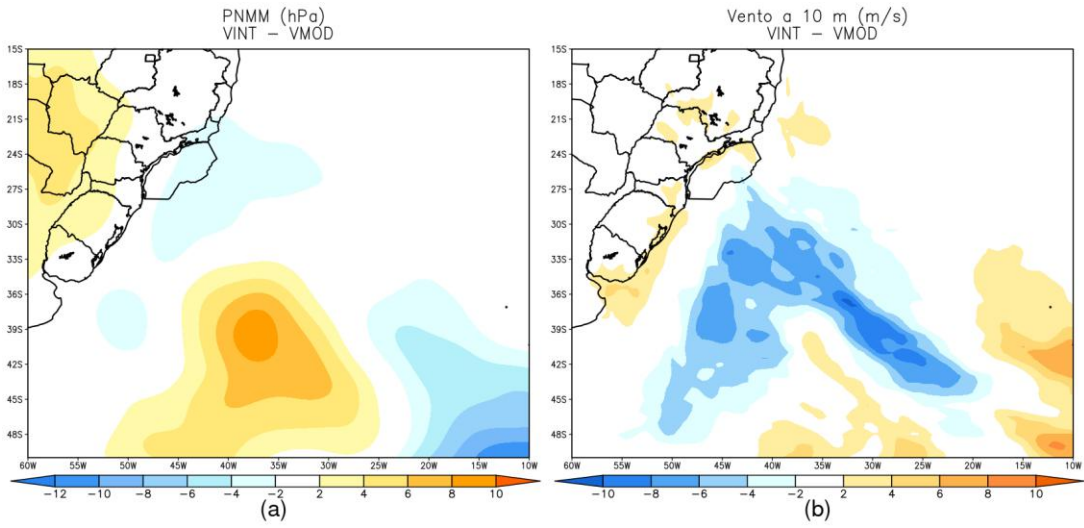 PNMM (hPa)
VINT – VMOD
15S
18S
21S
24S
27S
30S
33S
36S
39S
42S
45S
48S
60W 55W 50W 45W 40W 35W 30W 25W 20W 15W 10W
−12 −10 −8 −6 −4 −2 2 4 6 8 10
(a)
Vento a 10 m (m/s)
VINT – VMOD
15S
18S
21S
24S
27S
30S
33S
36S
39S
42S
45S
48S
60W 55W 50W 45W 40W 35W 30W 25W 20W 15W 10W
−10 −8 −6 −4 −2 2 4 6 8 10
(b)